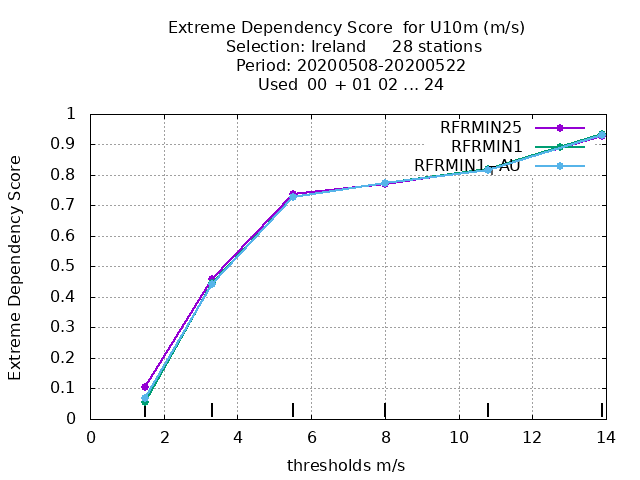 Extreme Dependency Score for U10m (m/s)
Selection: Ireland 28 stations
Period: 20200508-20200522
Used 00 + 01 02 ... 24
RFRMIN25
RFRMIN1
RFRMIN1+AU
Extreme Dependency Score
1
0.9
0.8
0.7
0.6
0.5
0.4
0.3
0.2
0.1
0
0 2 4 6 8 10 12 14
thresholds m/s